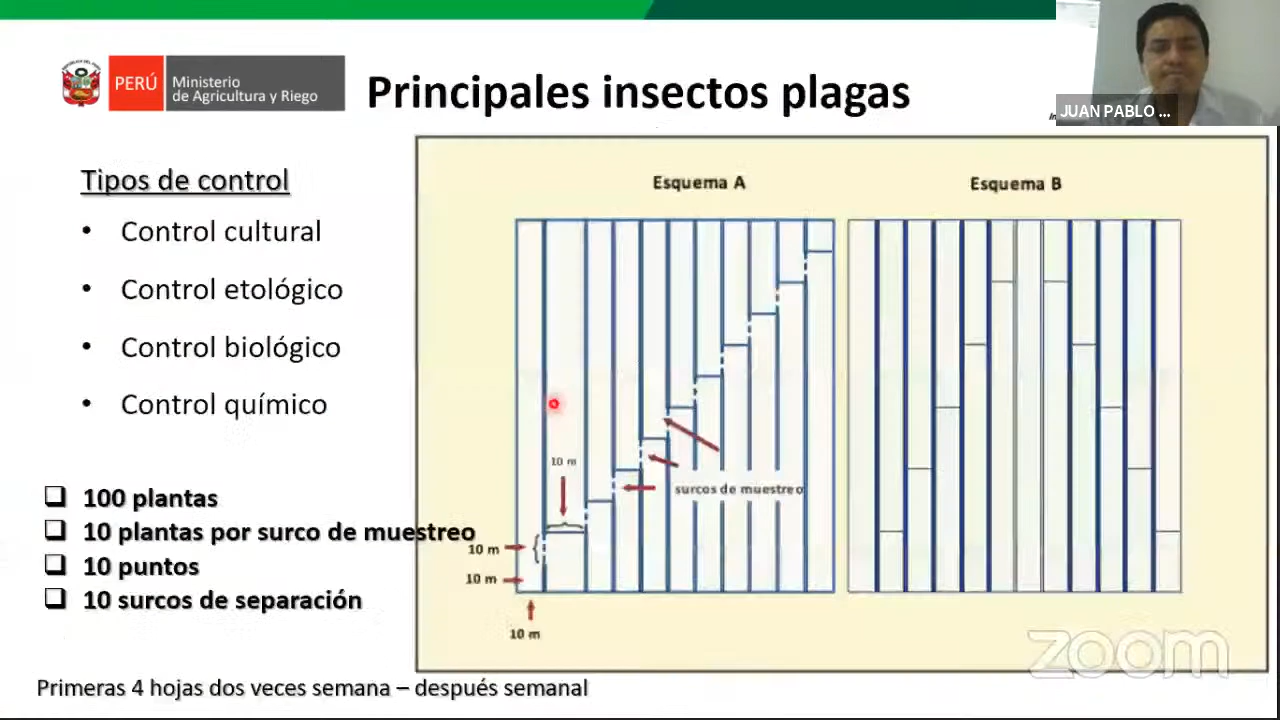 PERÚ
Ministerio
de Agricultura y Riego
Principales insectos plagas
JUAN PABLO ...
Tipos de control
• Control cultural
• Control etológico
• Control biológico
• Control químico
100 plantas
10 plantas por surco de muestreo
10 puntos
10 surcos de separación
Primeras 4 hojas dos veces semana – después semanal
Esquema A
Esquema B
10 m
surcos de muestreo
10 m
10 m
10 m
zoom